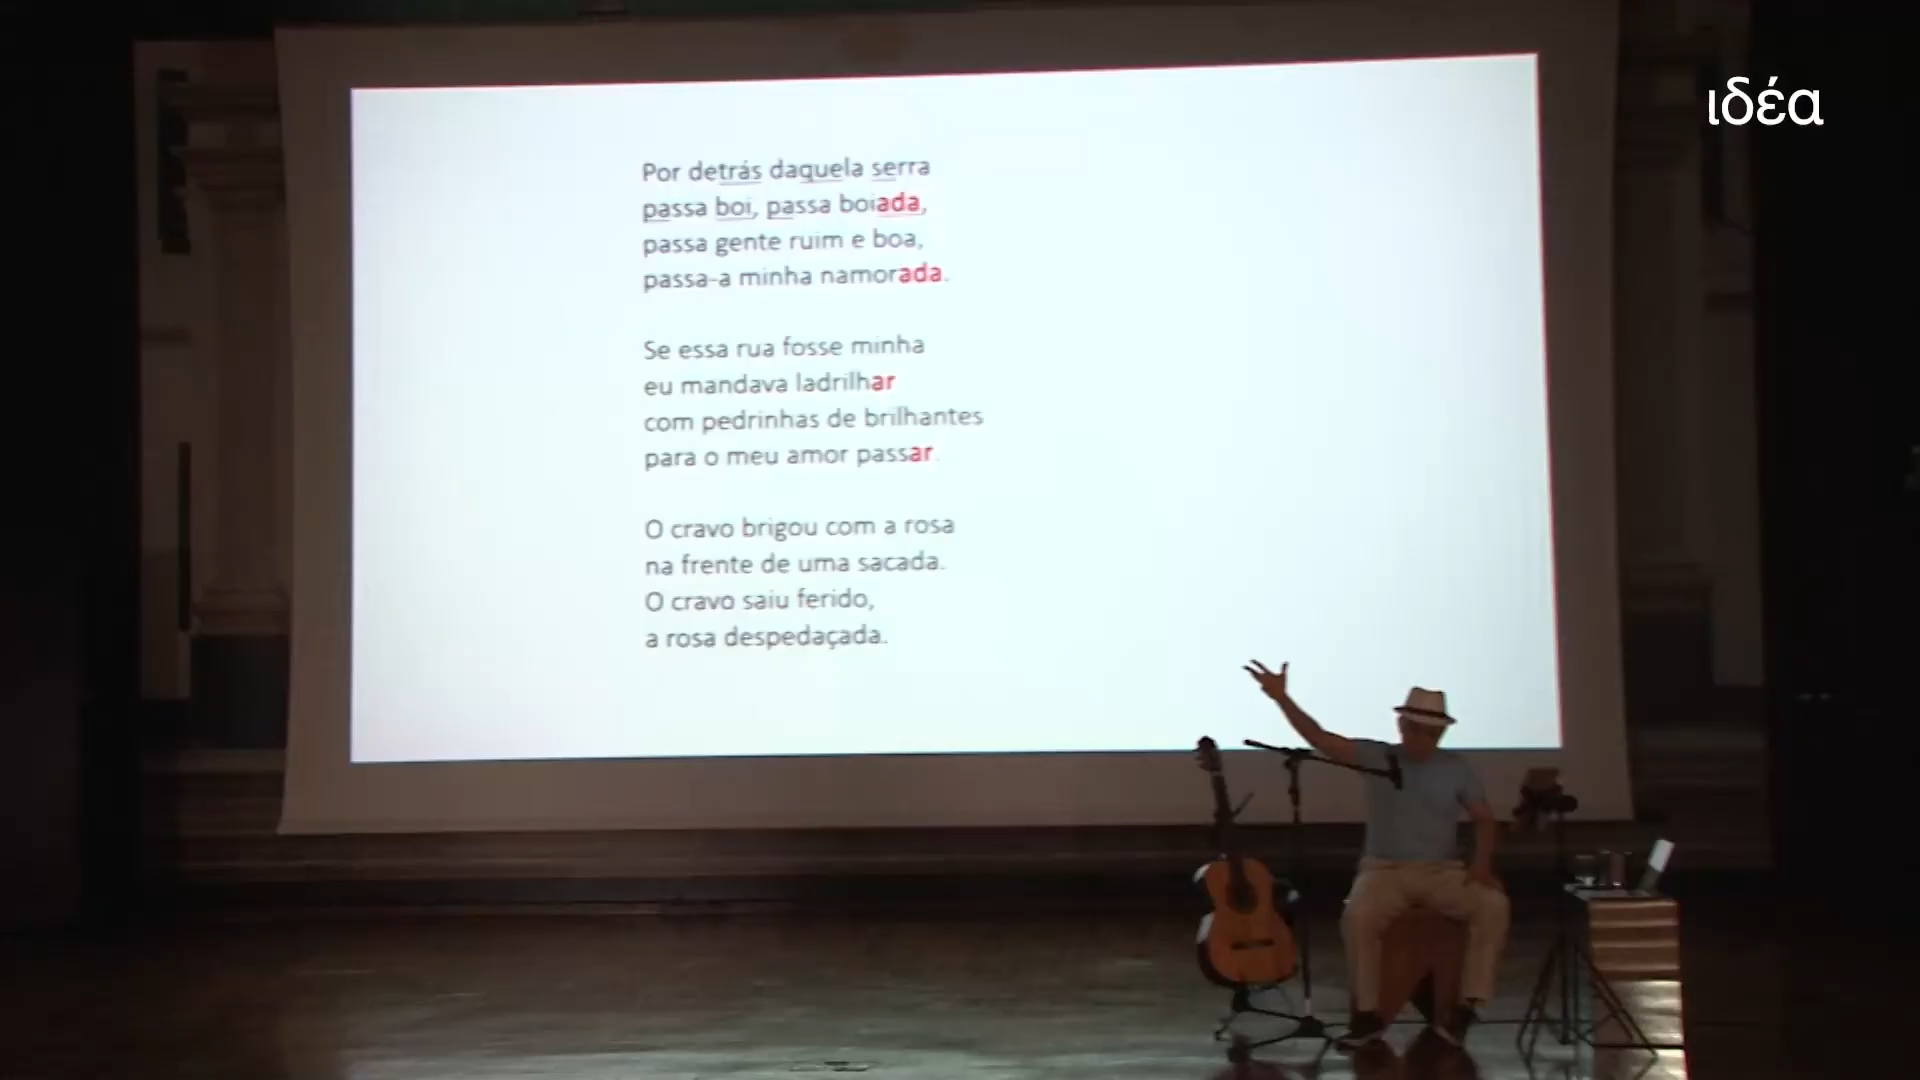 ιδέα
Por detrás daquela serra
passa boi, passa boiada,
passa gente ruim e boa,
passa-a minha namorada.
Se essa rua fosse minha
eu mandava ladrilhar
com pedrinhas de brilhantes
para o meu amor passar.
O cravo brigou com a rosa
na frente de uma sacada.
O cravo saiu ferido,
a rosa despedaçada.